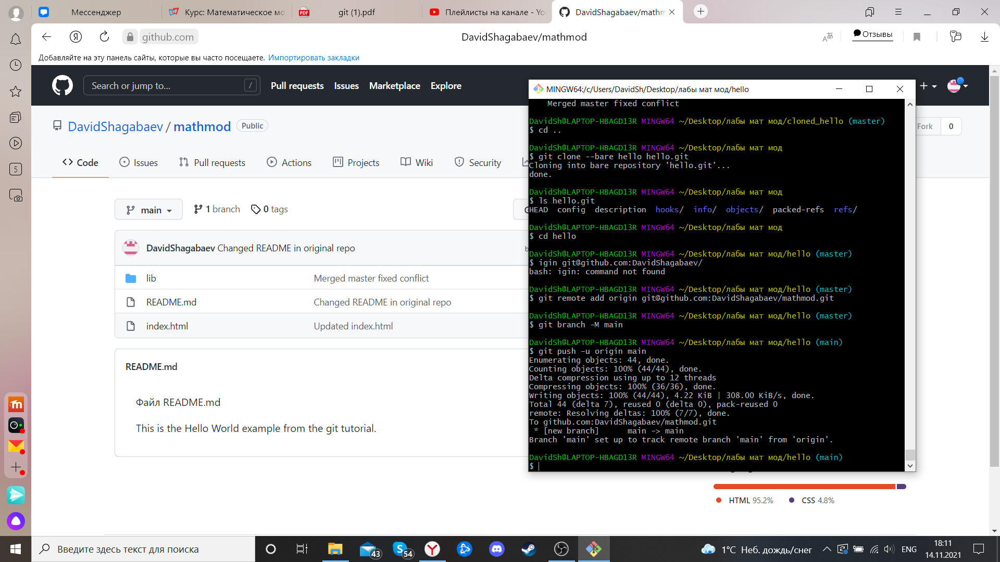 Мессенджер
Курс: Математическое мо
PDF
git (1).pdf
Плейлисты на канале - Yo
DavidShagabaev/mathm
Я
github.com
DavidShagabaev/mathmod
Отзывы
Добавляйте на эту панель сайты, которые вы часто посещаете. Импортировать закладки
Search or jump to...
/
Pull requests
Issues
Marketplace
Explore
DavidShagabaev / mathmod
Public
Fork
0
5
Code
Issues
Pull requests
Actions
Projects
Wiki
Security
main
1 branch
0 tags
DavidShagabaev Changed README in original repo
lib
Merged master fixed conflict
README.md
Changed README in original repo
index.html
Updated index.html
README.md
Файл README.md
This is the Hello World example from the git tutorial.
MINGW64:/c/Users/DavidSh/Desktop/лабы мат мод/hello
Merged master fixed conflict
DavidSh@LAPTOP-HBAGD13R MINGW64 ~/Desktop/лабы мат мод/cloned_hello (master)
$ cd ..
DavidSh@LAPTOP-HBAGD13R MINGW64 ~/Desktop/лабы мат мод
$ git clone --bare hello hello.git
Cloning into bare repository 'hello.git'...
done.
DavidSh@LAPTOP-HBAGD13R MINGW64 ~/Desktop/лабы мат мод
$ ls hello.git
HEAD config description hooks/ info/ objects/ packed-refs refs/
DavidSh@LAPTOP-HBAGD13R MINGW64 ~/Desktop/лабы мат мод
$ cd hello
DavidSh@LAPTOP-HBAGD13R MINGW64 ~/Desktop/лабы мат мод/hello (master)
$ igin git@github.com:DavidShagabaev/
bash: igin: command not found
DavidSh@LAPTOP-HBAGD13R MINGW64 ~/Desktop/лабы мат мод/hello (master)
$ git remote add origin git@github.com:DavidShagabaev/mathmod.git
DavidSh@LAPTOP-HBAGD13R MINGW64 ~/Desktop/лабы мат мод/hello (master)
$ git branch -M main
DavidSh@LAPTOP-HBAGD13R MINGW64 ~/Desktop/лабы мат мод/hello (main)
$ git push -u origin main
Enumerating objects: 44, done.
Counting objects: 100% (44/44), done.
Delta compression using up to 12 threads
Compressing objects: 100% (36/36), done.
Writing objects: 100% (44/44), 4.22 KiB | 308.00 KiB/s, done.
Total 44 (delta 7), reused 0 (delta 0), pack-reused 0
remote: Resolving deltas: 100% (7/7), done.
To github.com:DavidShagabaev/mathmod.git
* [new branch] main -> main
Branch 'main' set up to track remote branch 'main' from 'origin'.
DavidSh@LAPTOP-HBAGD13R MINGW64 ~/Desktop/лабы мат мод/hello (main)
$
HTML 95.2%
CSS 4.8%
Введите здесь текст для поиска
43
54
1°C Неб. дождь/снег
ENG
18:11
14.11.2021